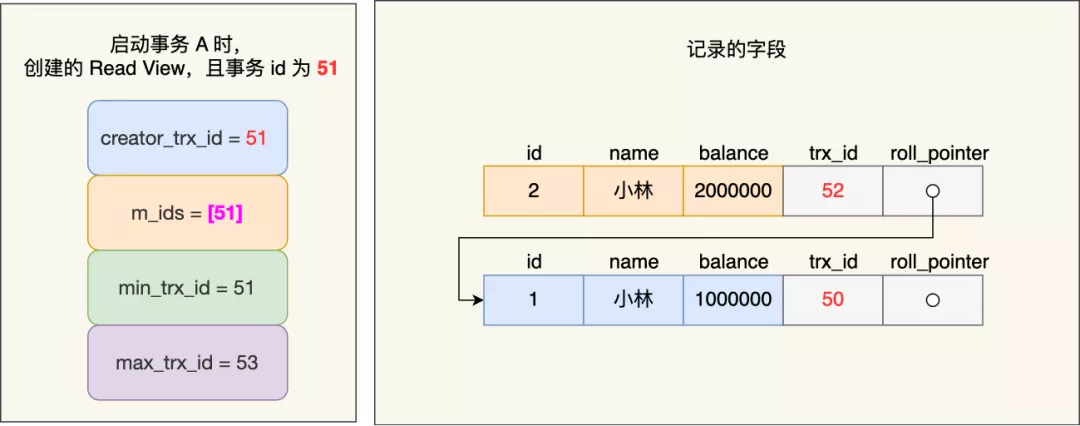 启动事务 A 时，
创建的 Read View，且事务 id 为 51
creator_trx_id = 51
m_ids = [51]
min_trx_id = 51
max_trx_id = 53
记录的字段
id name balance trx_id roll_pointer
2 小林 2000000 52
id name balance trx_id roll_pointer
1 小林 1000000 50